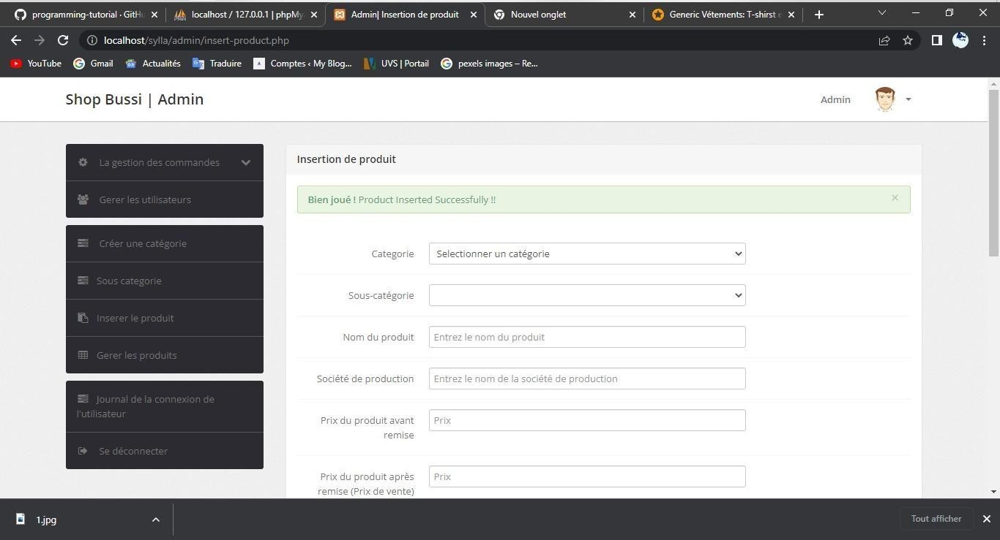 programming-tutorial · GitHu
localhost / 127.0.0.1 | phpMy
Admin| Insertion de produit
Nouvel onglet
Generic Vétements: T-shirst e
localhost/sylla/admin/insert-product.php
YouTube
Gmail
Actualités
Traduire
Comptes ‹ My Blog...
UVS | Portail
pexels images – Re...
Shop Bussi | Admin
Admin
La gestion des commandes
Gerer les utilisateurs
Créer une catégorie
Sous categorie
Inserer le produit
Gerer les produits
Journal de la connexion de
l'utilisateur
Se déconnecter
Insertion de produit
Bien joué ! Product Inserted Successfully !!
Categorie
Selectionner un catégorie
Sous-catégorie
Nom du produit
Entrez le nom du produit
Société de production
Entrez le nom de la société de production
Prix du produit avant
remise
Prix
Prix du produit après
remise (Prix de vente)
Prix
1.jpg
Tout afficher